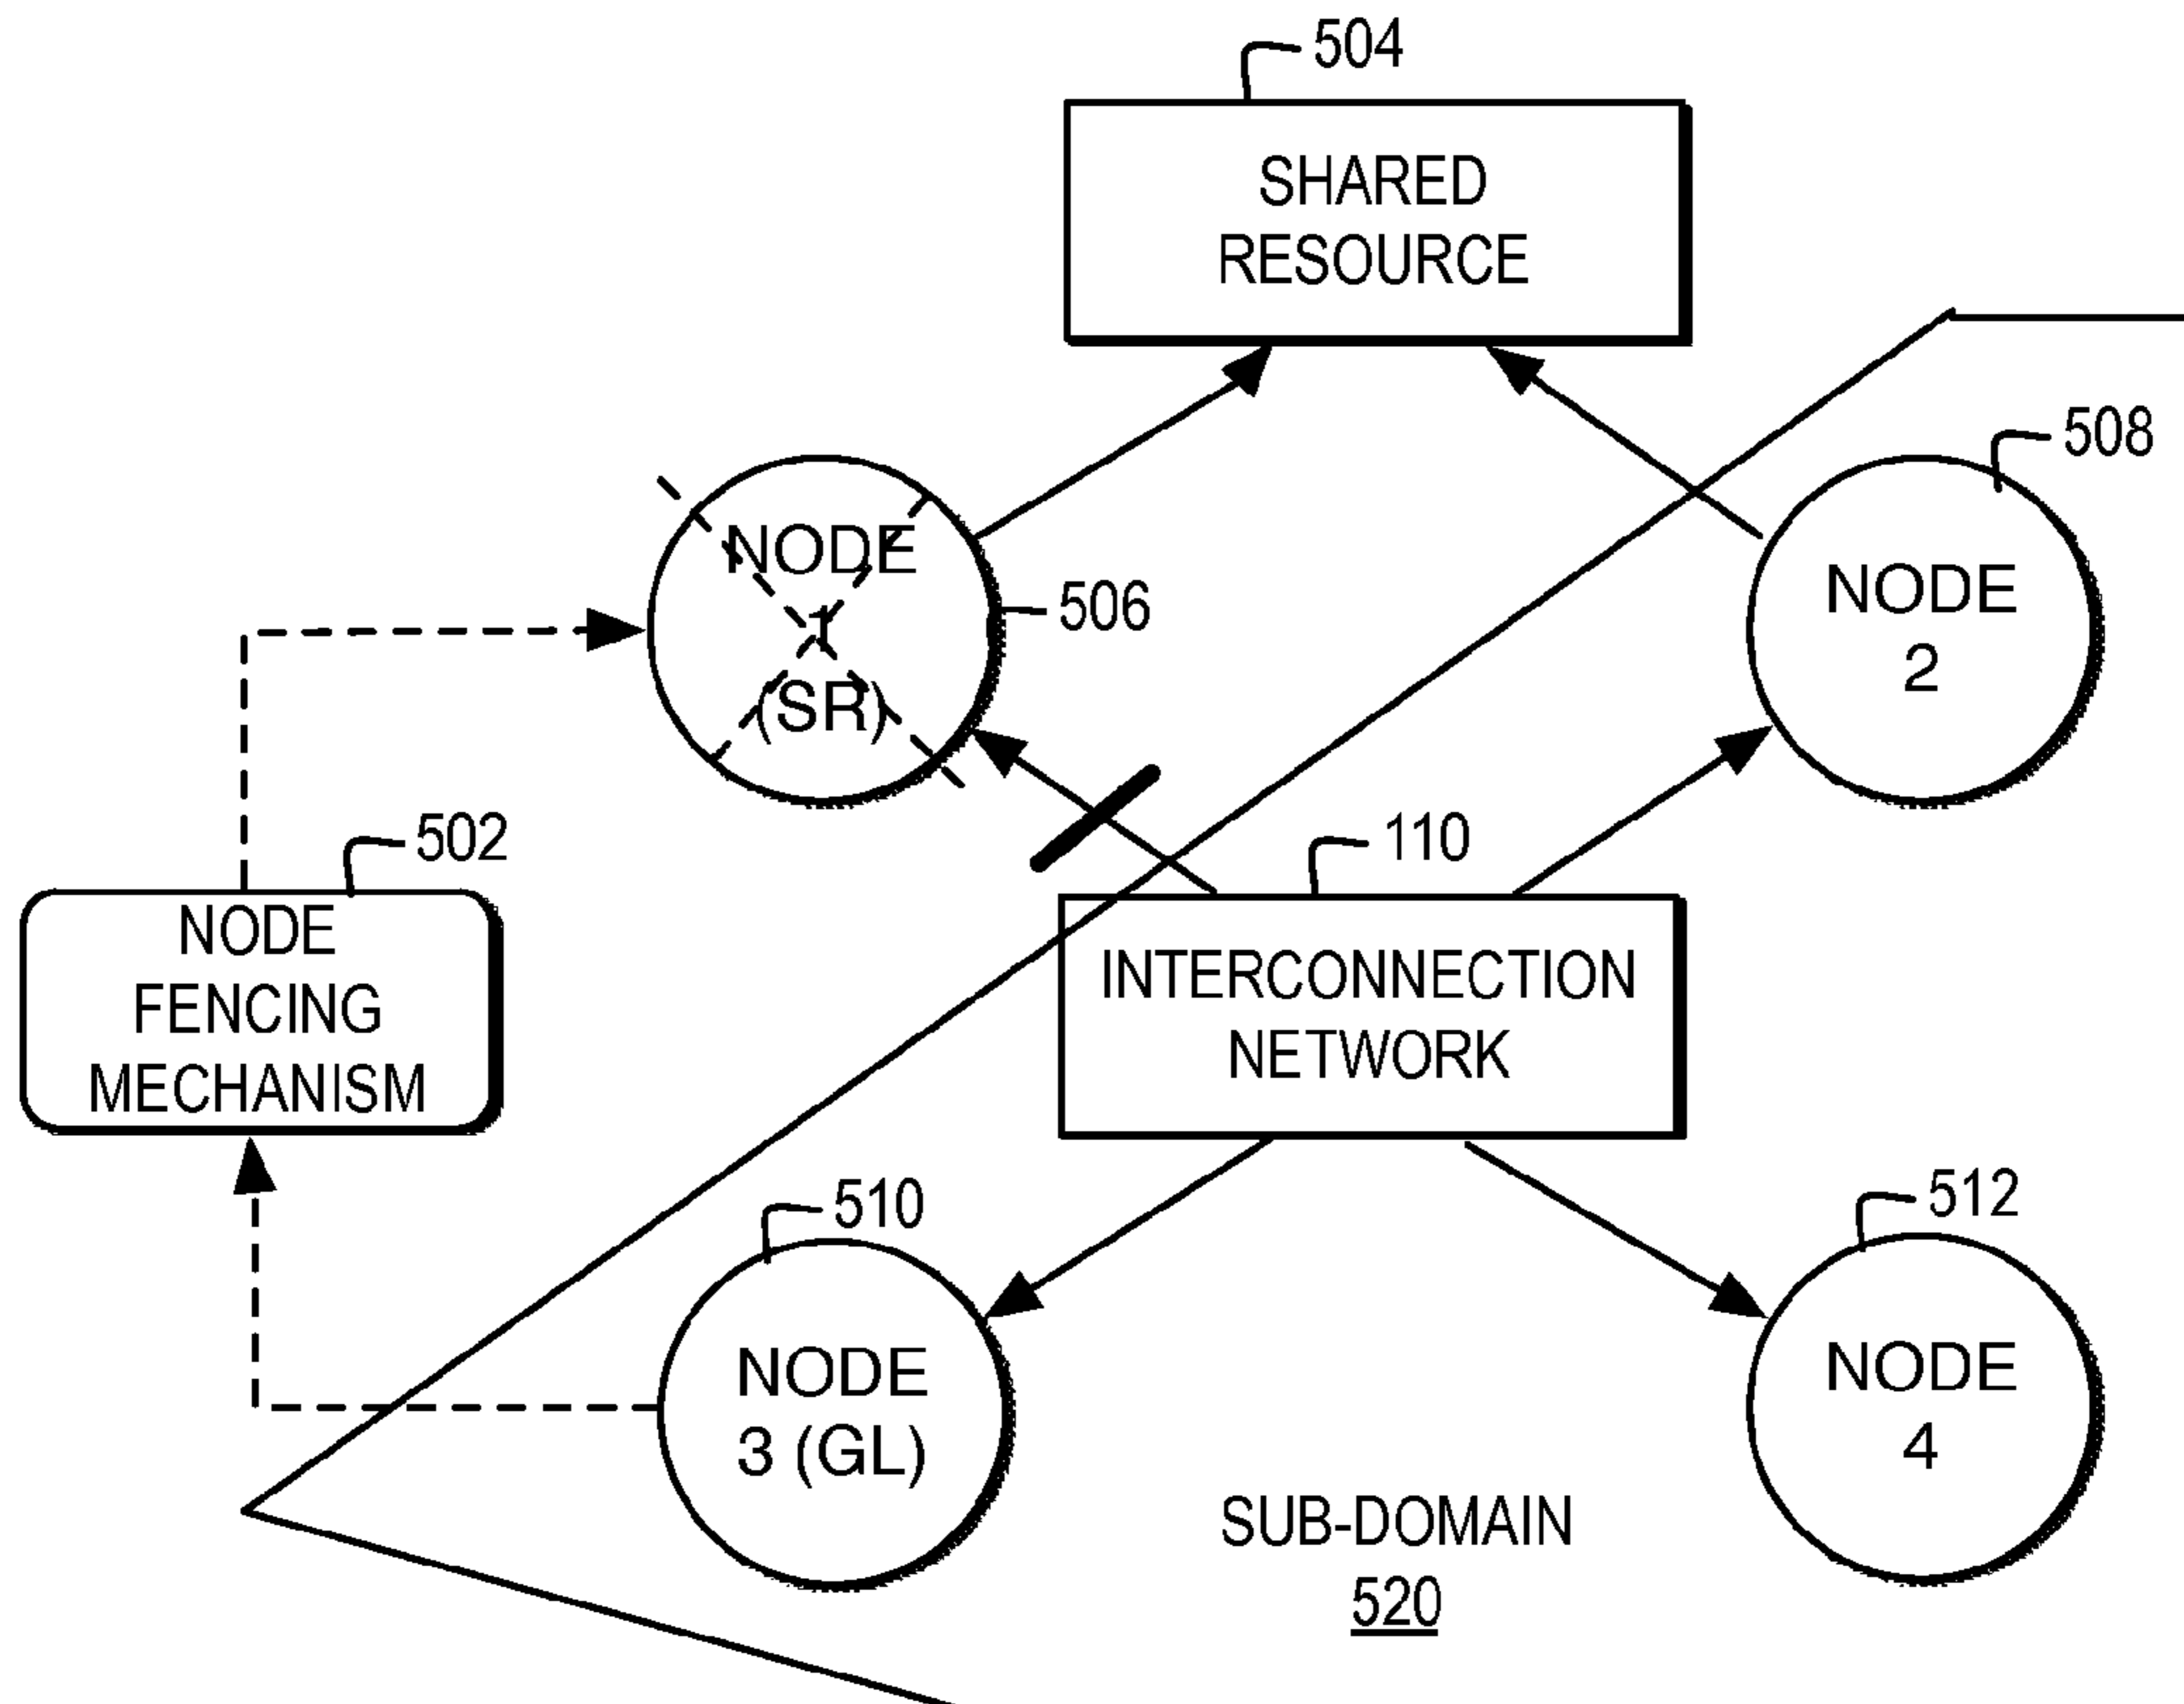 504
SHARED
RESOURCE
508
NODE
1
(SR)
506
NODE
2
502
NODE
FENCING
MECHANISM
110
INTERCONNECTION
NETWORK
510
NODE
3 (GL)
512
NODE
4
SUB-DOMAIN
520